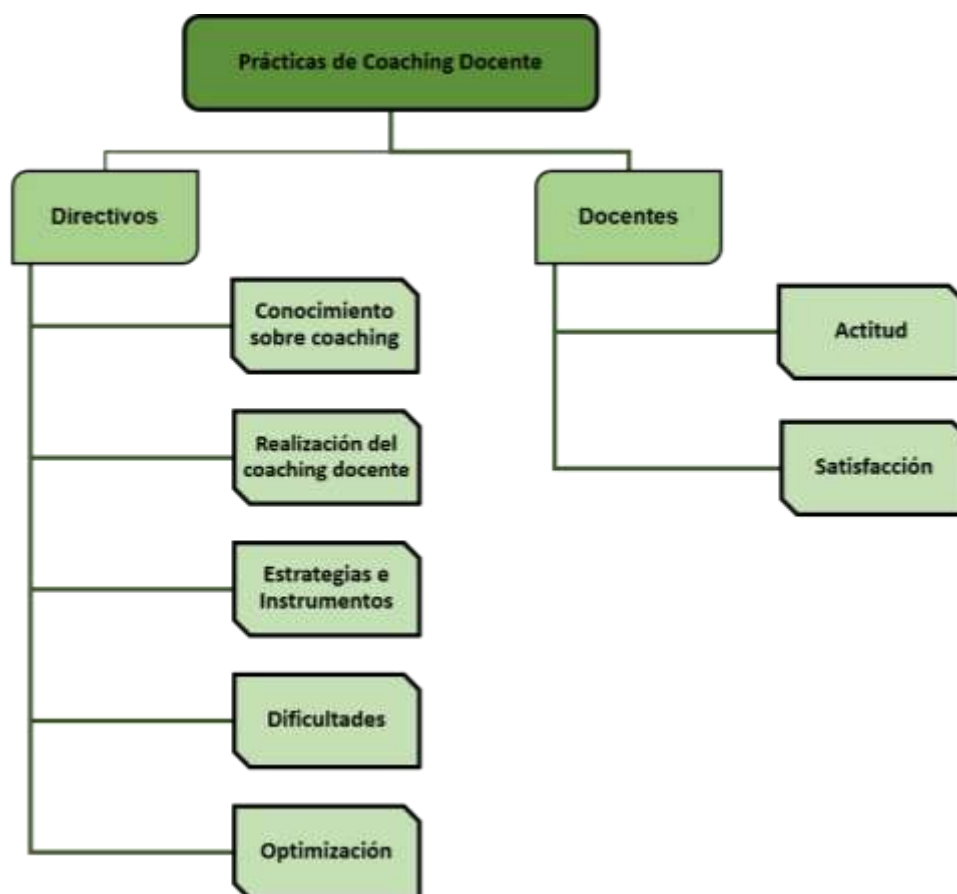 Prácticas de Coaching Docente
Directivos
Conocimiento
sobre coaching
Realización del
coaching docente
Estrategias e
Instrumentos
Dificultades
Optimización
Docentes
Actitud
Satisfacción